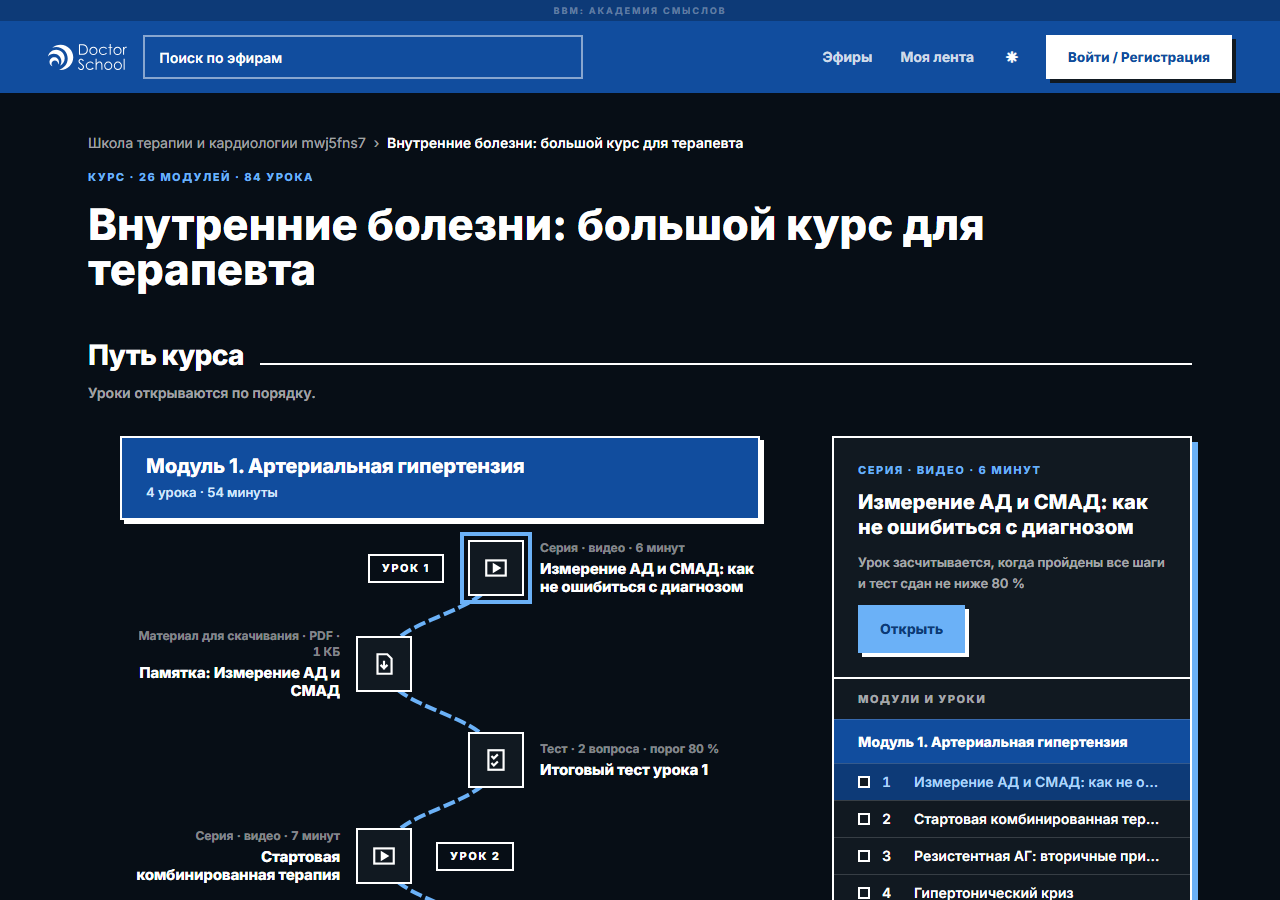 ВВМ: АКАДЕМИЯ СМЫСЛОВ
Doctor
School
Поиск по эфирам
Эфиры
Моя лента
Войти / Регистрация
Школа терапии и кардиологии mwj5fns7 › Внутренние болезни: большой курс для терапевта
КУРС · 26 МОДУЛЕЙ · 84 УРОКА
Внутренние болезни: большой курс для
терапевта
Путь курса
Уроки открываются по порядку.
Модуль 1. Артериальная гипертензия
4 урока · 54 минуты
УРОК 1
Серия · видео · 6 минут
Измерение АД и СМАД: как
не ошибиться с диагнозом
Материал для скачивания · PDF ·
1 КБ
Памятка: Измерение АД и
СМАД
Тест · 2 вопроса · порог 80 %
Итоговый тест урока 1
Серия · видео · 7 минут
Стартовая
комбинированная терапия
УРОК 2
СЕРИЯ · ВИДЕО · 6 МИНУТ
Измерение АД и СМАД: как
не ошибиться с диагнозом
Урок засчитывается, когда пройдены все шаги
и тест сдан не ниже 80 %
Открыть
МОДУЛИ И УРОКИ
Модуль 1. Артериальная гипертензия
1 Измерение АД и СМАД: как не о...
2 Стартовая комбинированная тер...
3 Резистентная АГ: вторичные при...
4 Гипертонический криз